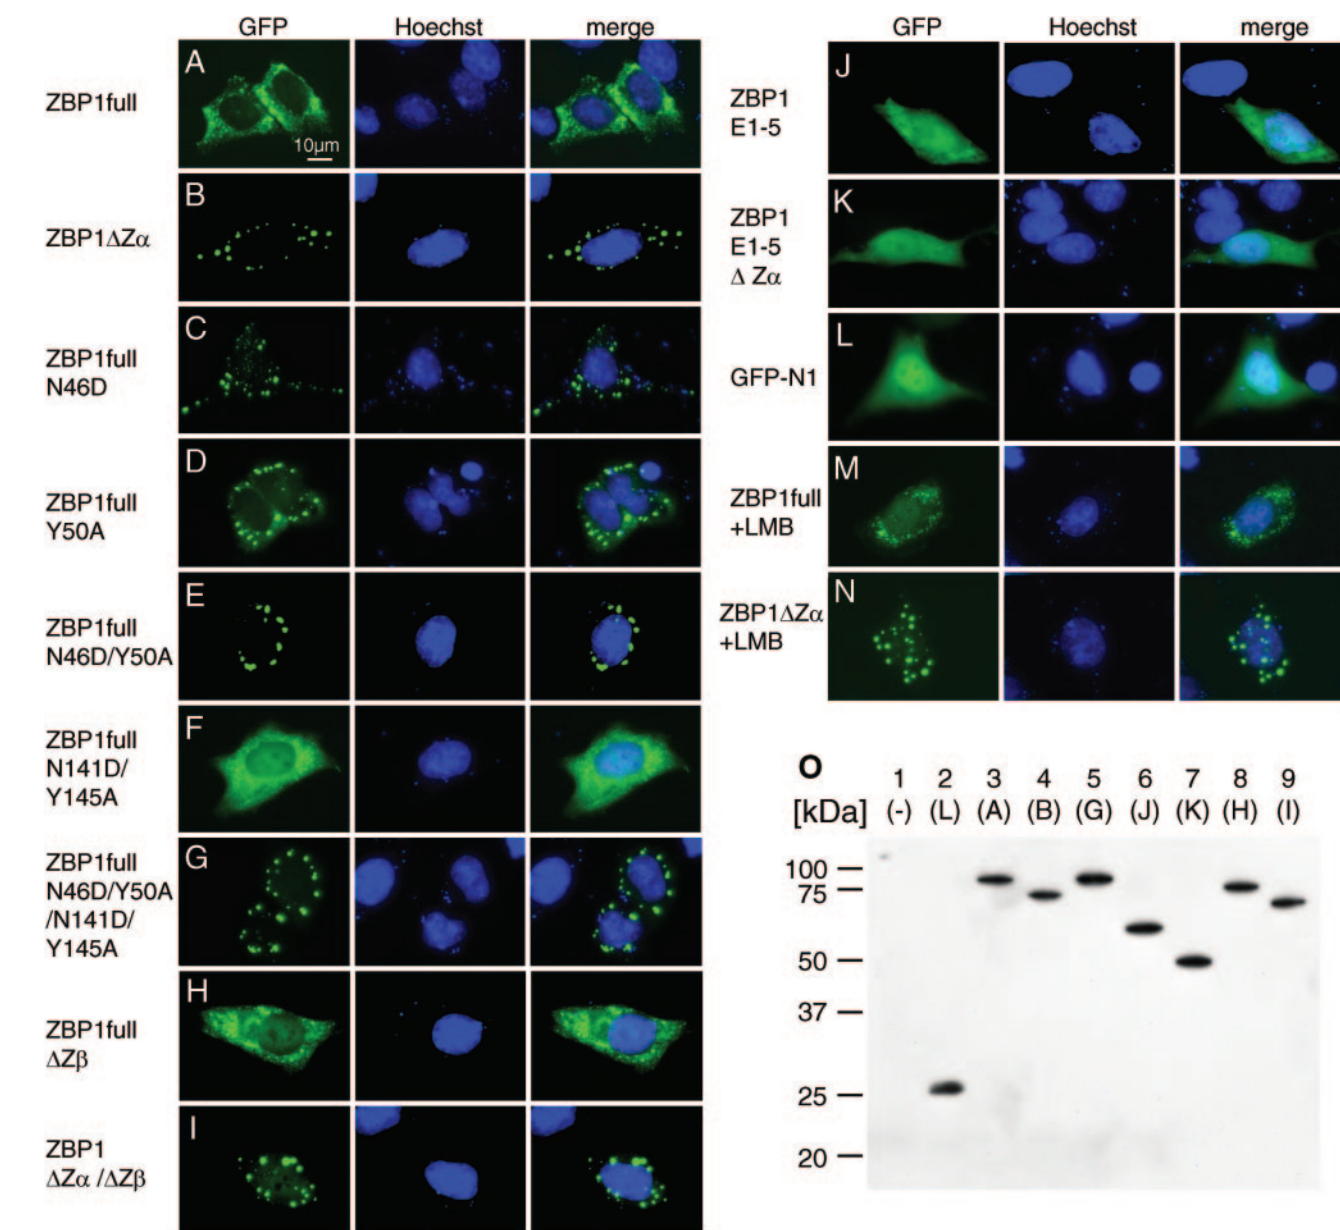 GFP Hoechst merge
A
ZBP1full
10μm
B
ZBP1ΔZα
C
ZBP1full
N46D
D
ZBP1full
Y50A
E
ZBP1full
N46D/Y50A
F
ZBP1full
N141D/
Y145A
G
ZBP1full
N46D/Y50A
/N141D/
Y145A
H
ZBP1full
ΔZβ
I
ZBP1
ΔZα /ΔZβ
GFP Hoechst merge
J
ZBP1
E1-5
K
ZBP1
E1-5
Δ Zα
L
GFP-N1
M
ZBP1full
+LMB
N
ZBP1ΔZα
+LMB
O 1 2 3 4 5 6 7 8 9
[kDa] (-) (L) (A) (B) (G) (J) (K) (H) (I)
100
75
50
37
25
20